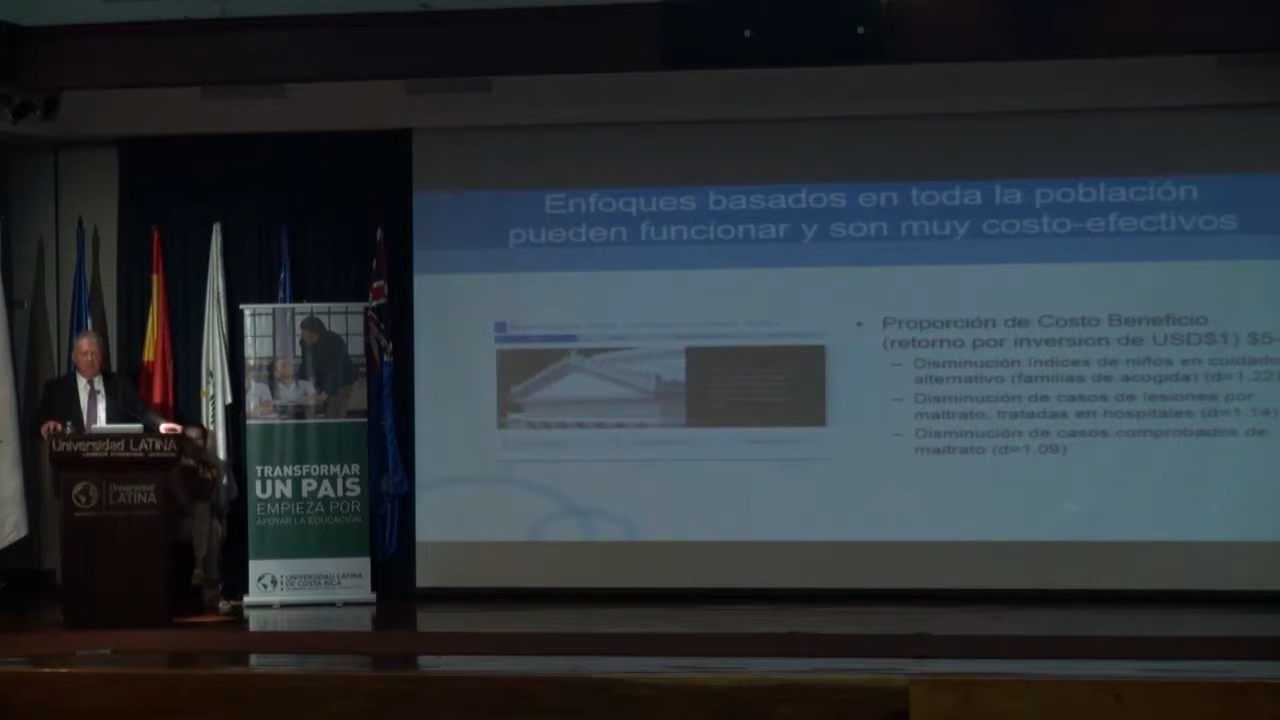 Enfoques basados en toda la población
pueden funcionar y son muy costo-efectivos
• Proporción de Costo Beneficio
(retorno por inversion de USD$1) $5-
– Disminución índices de niños en cuidado
alternativo (familias de acogida) (d=1.22
– Disminución de casos de lesiones por
maltrato, tratadas en hospitales (d=1.14)
– Disminución de casos comprobados de
maltrato (d=1.09)
Universidad LATINA
Universidad
LATINA
TRANSFORMAR
UN PAÍS
EMPIEZA POR
APOYAR LA EDUCACIÓN
UNIVERSIDAD LATINA
DE COSTA RICA